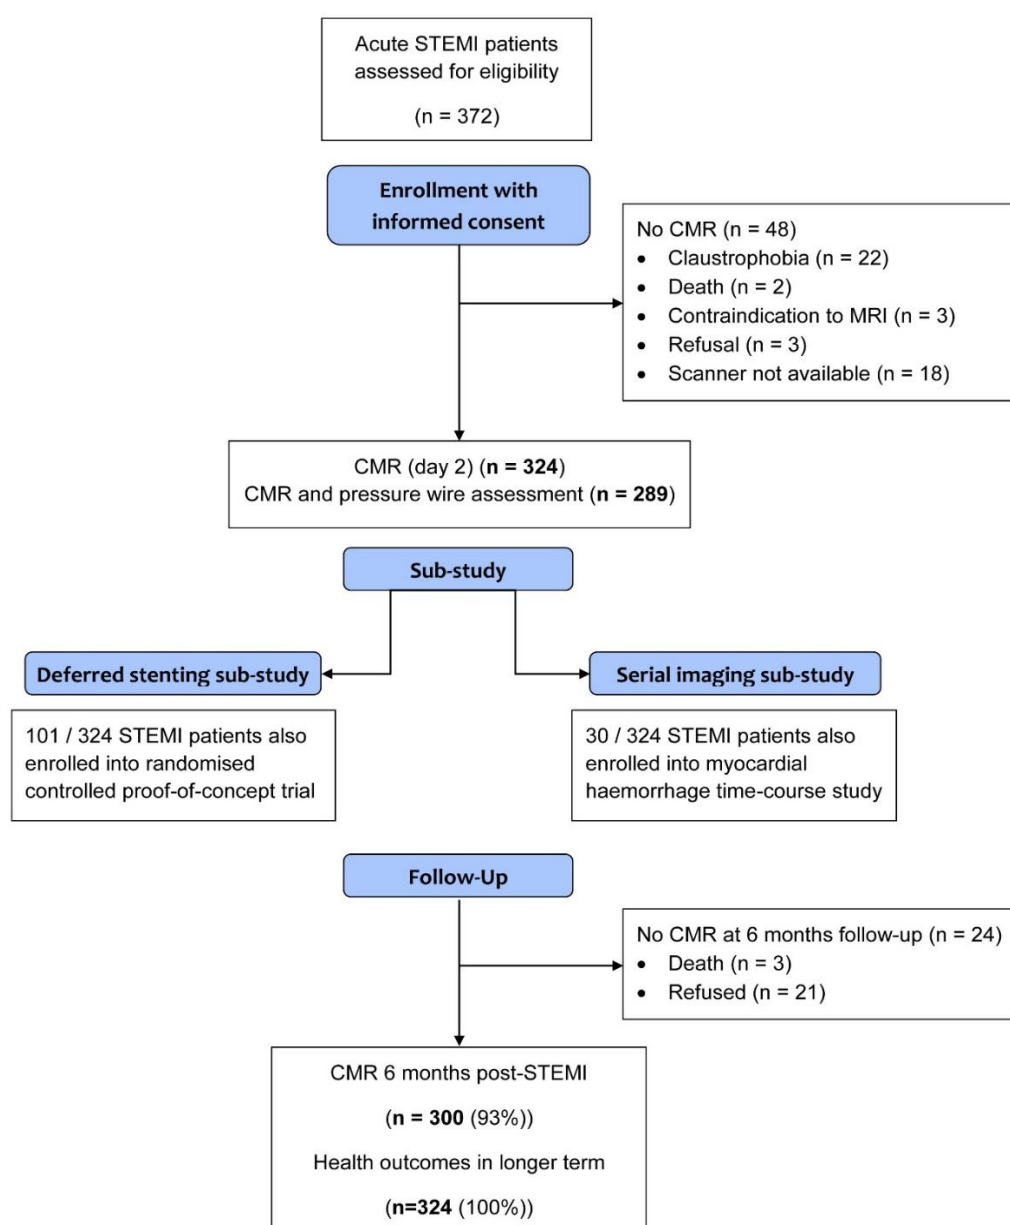 Acute STEMI patients
assessed for eligibility
(n = 372)
Enrollment with
informed consent
No CMR (n = 48)
• Claustrophobia (n = 22)
• Death (n = 2)
• Contraindication to MRI (n = 3)
• Refusal (n = 3)
• Scanner not available (n = 18)
CMR (day 2) (n = 324)
CMR and pressure wire assessment (n = 289)
Sub-study
Deferred stenting sub-study
101 / 324 STEMI patients also
enrolled into randomised
controlled proof-of-concept trial
Serial imaging sub-study
30 / 324 STEMI patients also
enrolled into myocardial
haemorrhage time-course study
Follow-Up
No CMR at 6 months follow-up (n = 24)
• Death (n = 3)
• Refused (n = 21)
CMR 6 months post-STEMI
(n = 300 (93%))
Health outcomes in longer term
(n=324 (100%))